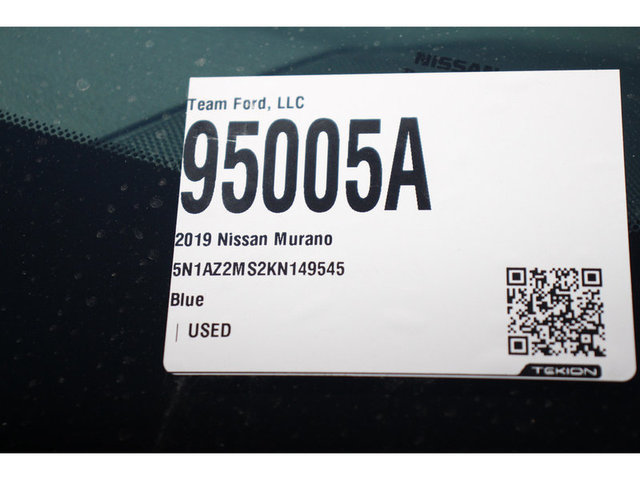 NISSAN
Team Ford, LLC
95005A
2019 Nissan Murano
5N1AZ2MS2KN149545
Blue
| USED
TEKION